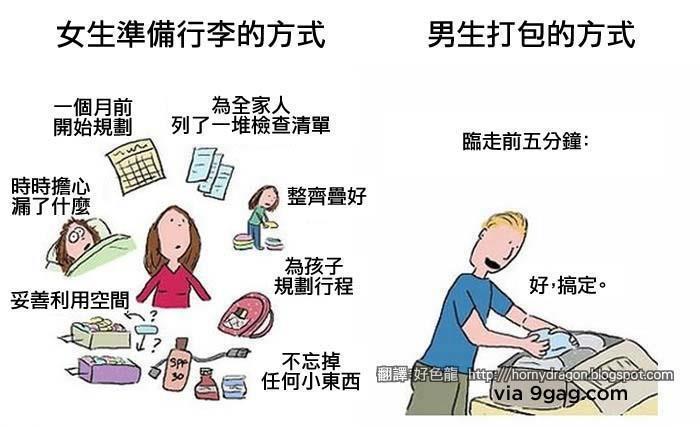 女生準備行李的方式
男生打包的方式
一個月前
開始規劃
為全家人
列了一堆檢查清單
時時擔心
漏了什麼
整齊疊好
為孩子
規劃行程
妥善利用空間
?
?
SPF
30
不忘掉
任何小東西
臨走前五分鐘：
好，搞定。
翻譯 好色龍 http://hornydragon.blogspot.com
via 9gag.com